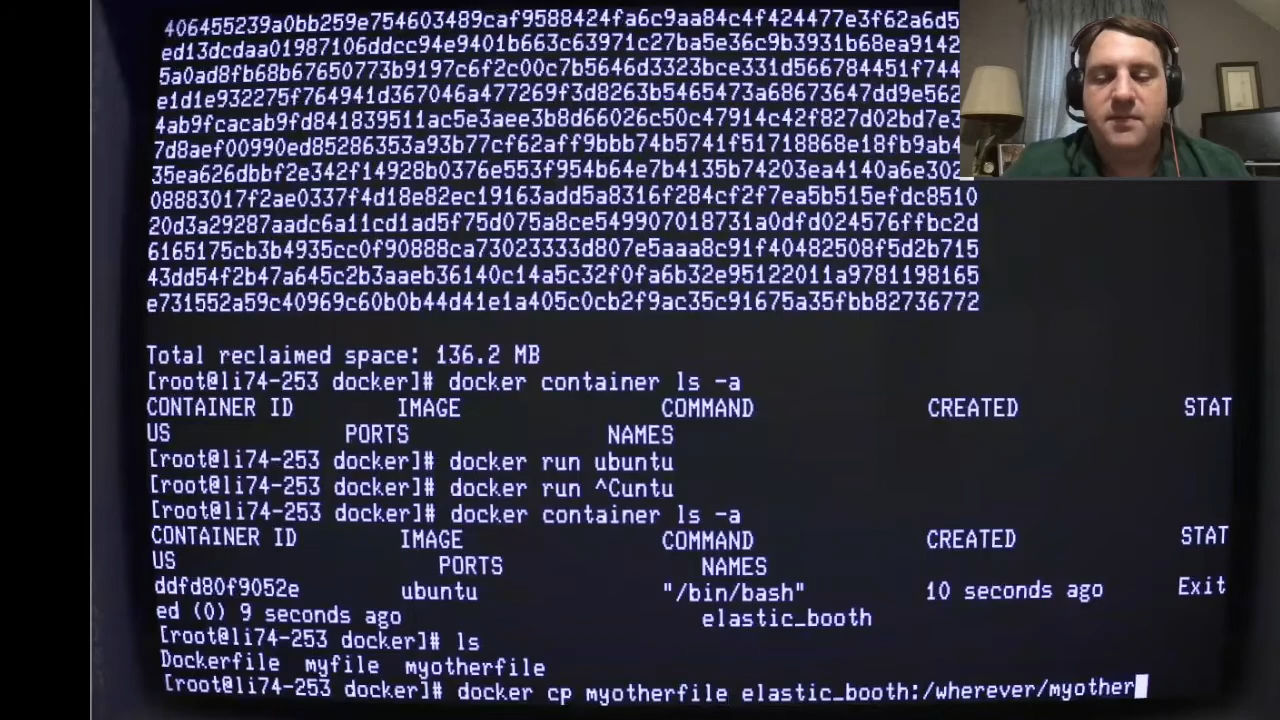 406455239a0bb259e754603489caf9588424fa6c9aa84c4f424477e3f62a6d5
ed13dcdaa01987106ddcc94e9401b663c63971c27ba5e36c9b3931b68ea9142
5a0ad8fb68b67650773b9197c6f2c00c7b5646d3323bce331d566784451f744
e1d1e932275f764941d367046a477269f3d8263b5465473a68673647dd9e562
4ab9fcacab9fd841839511ac5e3aee3b8d66026c50c47914c42f827d02bd7e3
7d8aef00990ed85286353a93b77cf62aff9bbb74b5741f51718868e18fb9ab4
35ea626dbbf2e342f14928b0376e553f954b64e7b4135b74203ea4140a6e302
08883017f2ae0337f4d18e82ec19163add5a8316f284cf2f7ea5b515efdc8510
20d3a29287aadc6a11cd1ad5f75d075a8ce549907018731a0dfd024576ffbc2d
6165175cb3b4935cc0f90888ca73023333d807e5aaa8c91f40482508f5d2b715
43dd54f2b47a645c2b3aaeb36140c14a5c32f0fa6b32e95122011a9781198165
e731552a59c40969c60b0b44d41e1a405c0cb2f9ac35c91675a35fbb82736772
Total reclaimed space: 136.2 MB
[root@li74-253 docker]# docker container ls -a
CONTAINER ID IMAGE COMMAND CREATED STAT
US PORTS NAMES
[root@li74-253 docker]# docker run ubuntu
[root@li74-253 docker]# docker run ^Cuntu
[root@li74-253 docker]# docker container ls -a
CONTAINER ID IMAGE COMMAND CREATED STAT
US PORTS NAMES
ddfd80f9052e ubuntu "/bin/bash" 10 seconds ago Exit
ed (0) 9 seconds ago elastic_booth
[root@li74-253 docker]# ls
Dockerfile myfile myotherfile
[root@li74-253 docker]# docker cp myotherfile elastic_booth:/wherever/myother